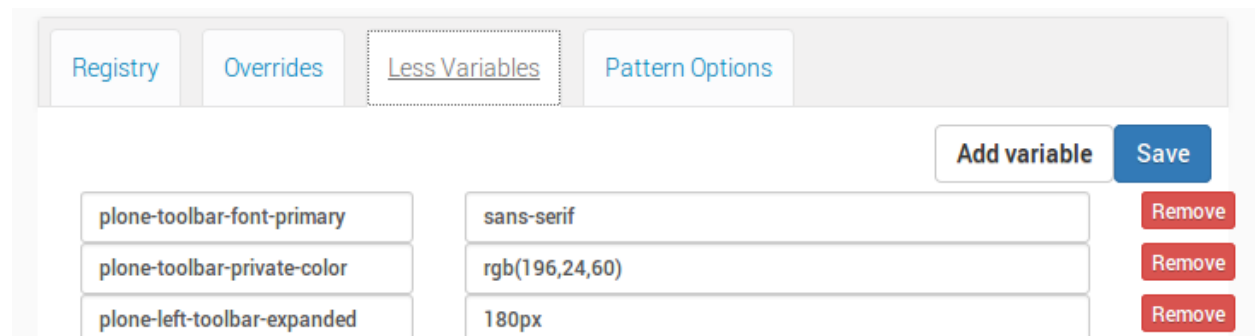 Registry Overrides Less Variables Pattern Options
Add variable Save
plone-toolbar-font-primary sans-serif Remove
plone-toolbar-private-color rgb(196,24,60) Remove
plone-left-toolbar-expanded 180px Remove